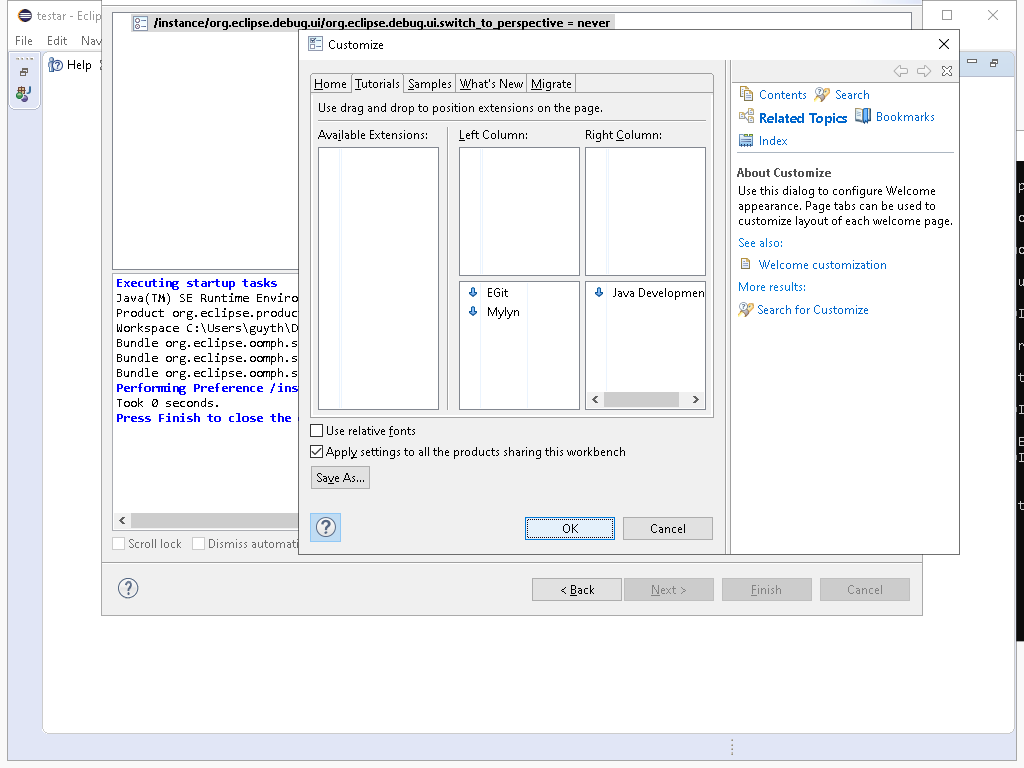 testar - Eclip
/instance/org.eclipse.debug.ui/org.eclipse.debug.ui.switch_to_perspective = never
File Edit Nav
Help
Customize
Home Tutorials Samples What's New Migrate
Use drag and drop to position extensions on the page.
Available Extensions: Left Column: Right Column:
EGit
Mylyn
Java Developmen
Use relative fonts
Apply settings to all the products sharing this workbench
Save As...
OK Cancel
Contents Search
Related Topics Bookmarks
Index
About Customize
Use this dialog to configure Welcome
appearance. Page tabs can be used to
customize layout of each welcome page.
See also:
Welcome customization
More results:
Search for Customize
Executing startup tasks
Java(TM) SE Runtime Enviro
Product org.eclipse.produc
Workspace C:\Users\guyth\D
Bundle org.eclipse.oomph.s
Bundle org.eclipse.oomph.s
Bundle org.eclipse.oomph.s
Performing Preference /ins
Took 0 seconds.
Press Finish to close the
Scroll lock Dismiss automati
< Back Next > Finish Cancel